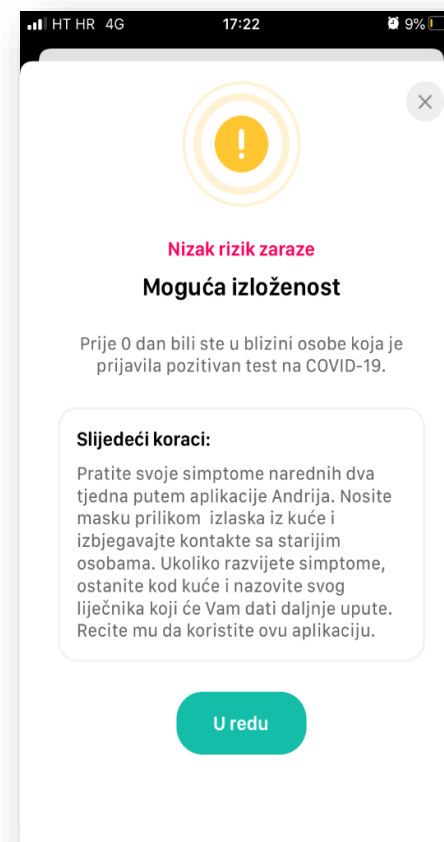 HT HR 4G 17:22 9%
!
Nizak rizik zaraze
Moguća izloženost
Prije 0 dan bili ste u blizini osobe koja je
prijavila pozitivan test na COVID-19.
Slijedeći koraci:
Pratite svoje simptome narednih dva
tjedna putem aplikacije Andrija. Nosite
masku prilikom izlaska iz kuće i
izbjegavajte kontakte sa starijim
osobama. Ukoliko razvijete simptome,
ostanite kod kuće i nazovite svog
liječnika koji će Vam dati daljnje upute.
Recite mu da koristite ovu aplikaciju.
U redu